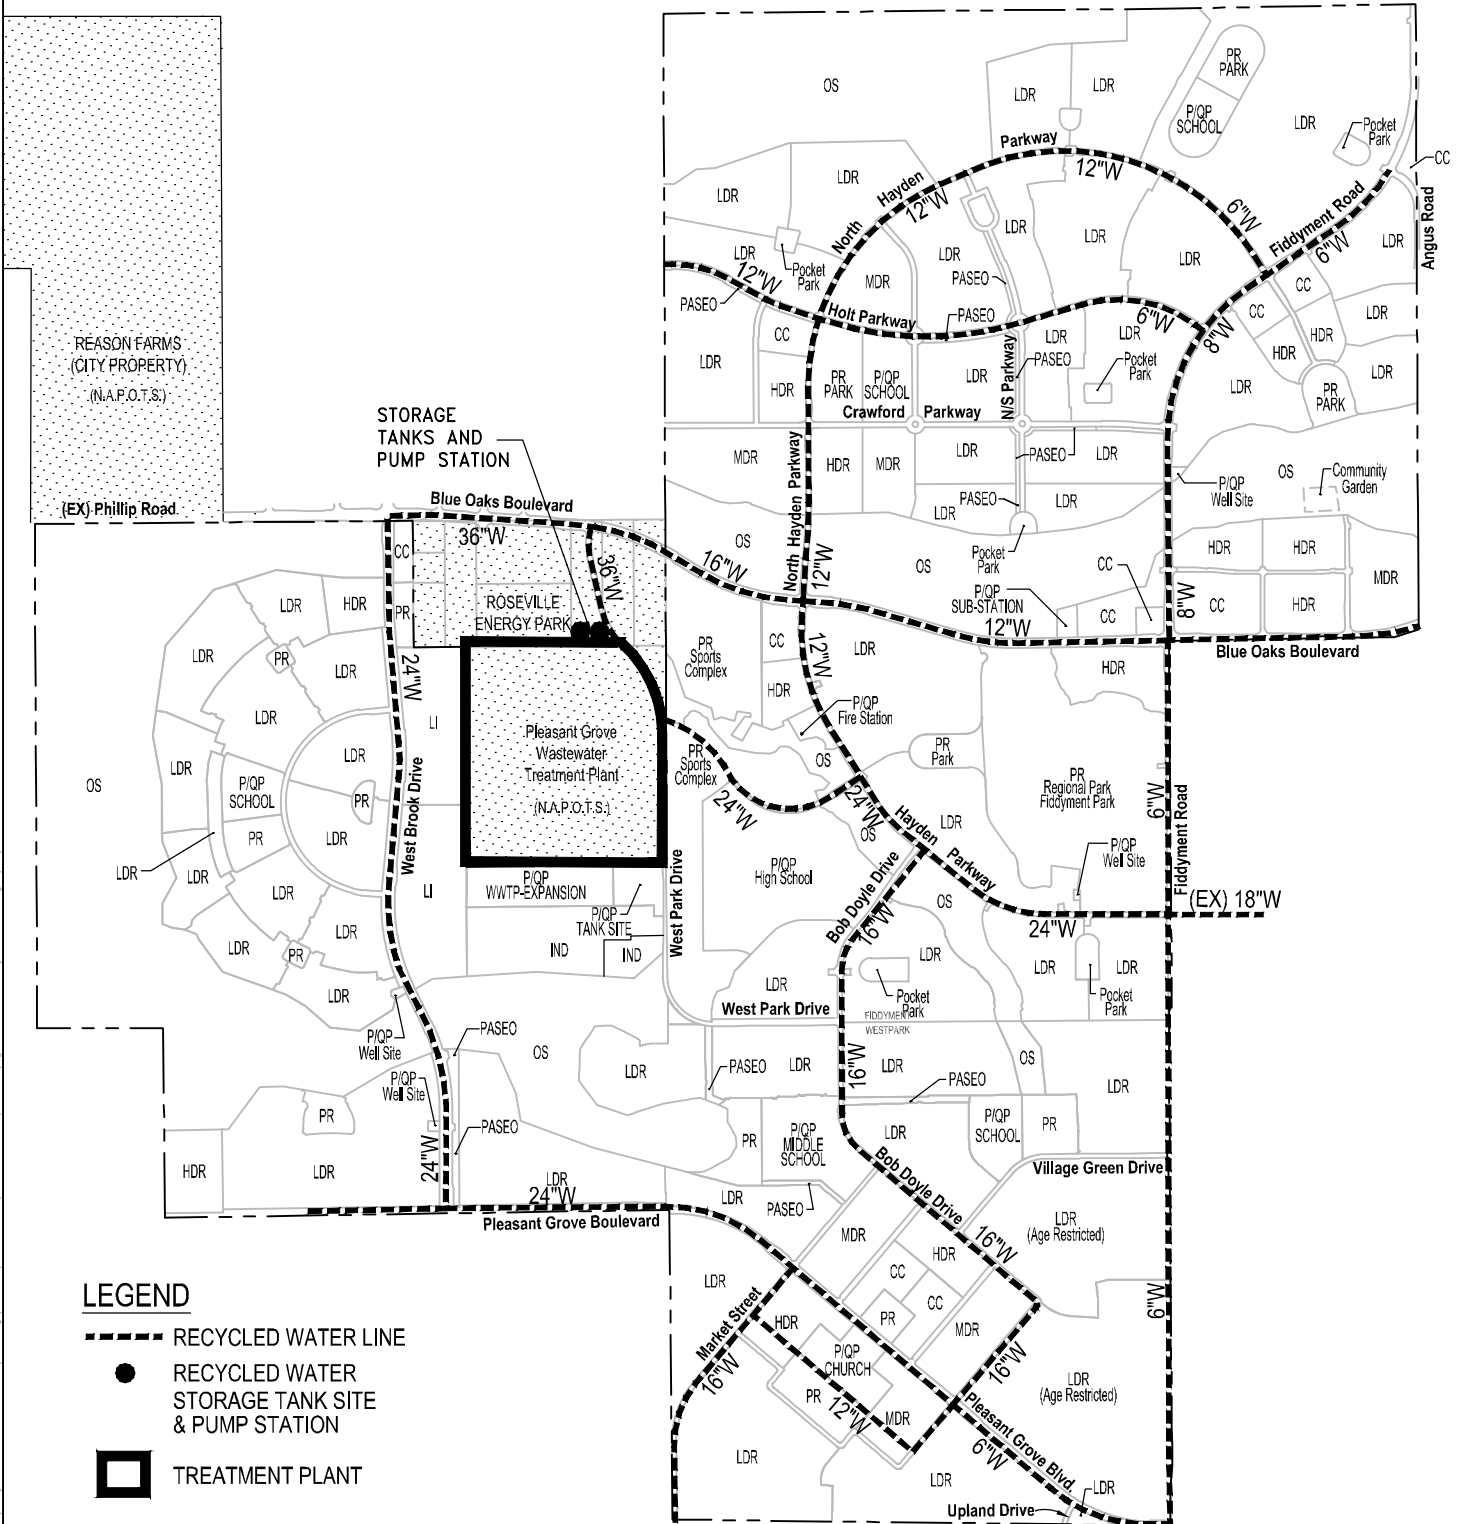 OS
LDR
LDR
PR
PARK
P/QP
SCHOOL
LDR
Pocket
Park
CC
Parkway
12"W
LDR
LDR
Hayden
12"W
North
6"W
Fiddyment Road
6"W
Angus Road
LDR
LDR
LDR
LDR
LDR
LDR
12"W
Pocket
Park
MDR
PASEO
PASEO
Holt Parkway
PASEO
6"W
8"W
CC
CC
LDR
HDR
HDR
LDR
PR
PARK
LDR
REASON FARMS
(CITY PROPERTY)
(N.A.P.O.T.S.)
CC
LDR
HDR
PR
PARK
P/QP
SCHOOL
LDR
LDR
LDR
PASEO
Pocket
Park
N/S Parkway
Crawford Parkway
STORAGE
TANKS AND
PUMP STATION
MDR
HDR
MDR
LDR
PASEO
LDR
North Hayden Parkway
P/QP
Well Site
OS
Community
Garden
(EX) Phillip Road
Blue Oaks Boulevard
36"W
36"W
PASEO
LDR
LDR
Pocket
Park
OS
16"W
12"W
OS
HDR
HDR
MDR
CC
HDR
CC
CC
P/QP
SUB-STATION
12"W
8"W
Blue Oaks Boulevard
CC
PR
ROSEVILLE
ENERGY PARK
LDR
HDR
LDR
PR
LDR
LDR
24"W
PR
Sports
Complex
CC
HDR
12"W
LDR
P/QP
Fire Station
HDR
OS
LDR
P/QP
SCHOOL
PR
LDR
PR
LDR
LI
West Brook Drive
Pleasant Grove
Wastewater
Treatment Plant
(N.A.P.O.T.S.)
PR
Sports
Complex
24"W
OS
24"W
PR
Park
PR
Regional Park
Fiddyment Park
6"W
Fiddyment Road
LDR
LDR
LDR
LDR
LI
P/QP
WWTP-EXPANSION
P/QP
TANK SITE
West Park Drive
P/QP
High School
OS
Hayden
Parkway
LDR
P/QP
Well Site
Bob Doyle Drive
16"W
OS
24"W
(EX) 18"W
LDR
PR
LDR
LDR
IND
IND
LDR
LDR
Pocket
Park
LDR
LDR
Pocket
Park
West Park Drive
FIDDYMENT
WESTPARK
P/QP
Well Site
PASEO
OS
LDR
PASEO
LDR
16"W
LDR
PASEO
OS
LDR
P/QP
Well Site
PR
PASEO
24"W
HDR
LDR
LDR
24"W
Pleasant Grove Boulevard
PR
P/QP
MIDDLE
SCHOOL
LDR
P/QP
SCHOOL
PR
Village Green Drive
LDR
PASEO
Bob Doyle Drive
16"W
MDR
HDR
CC
CC
PR
MDR
LDR
(Age Restricted)
6"W
LDR
Market Street
16"W
HDR
P/QP
CHURCH
PR
12"W
MDR
16"W
LDR
(Age Restricted)
Pleasant Grove Blvd.
6"W
LDR
LDR
LDR
Upland Drive
LEGEND
RECYCLED WATER LINE
RECYCLED WATER
STORAGE TANK SITE
& PUMP STATION
TREATMENT PLANT